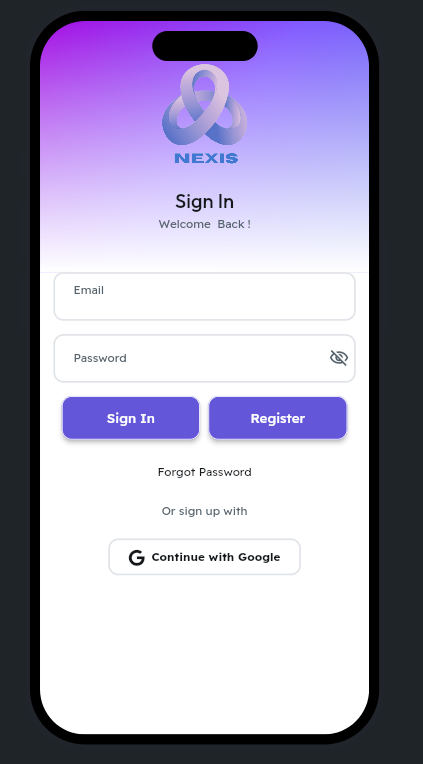 NEXIS
Sign In
Welcome Back !
Email
Password
Sign In
Register
Forgot Password
Or sign up with
Continue with Google